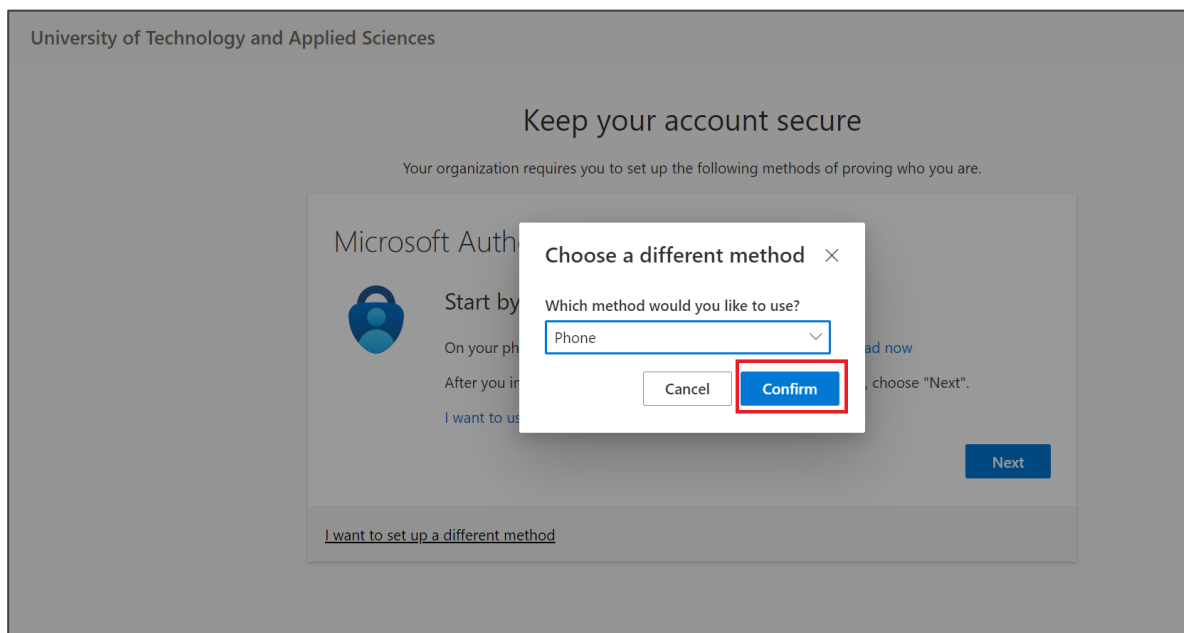 University of Technology and Applied Sciences
Keep your account secure
Your organization requires you to set up the following methods of proving who you are.
Microsoft Auth
Choose a different method
Start by
Which method would you like to use?
Phone
On your ph
ad now
After you in
, choose "Next".
Cancel
Confirm
I want to us
Next
I want to set up a different method